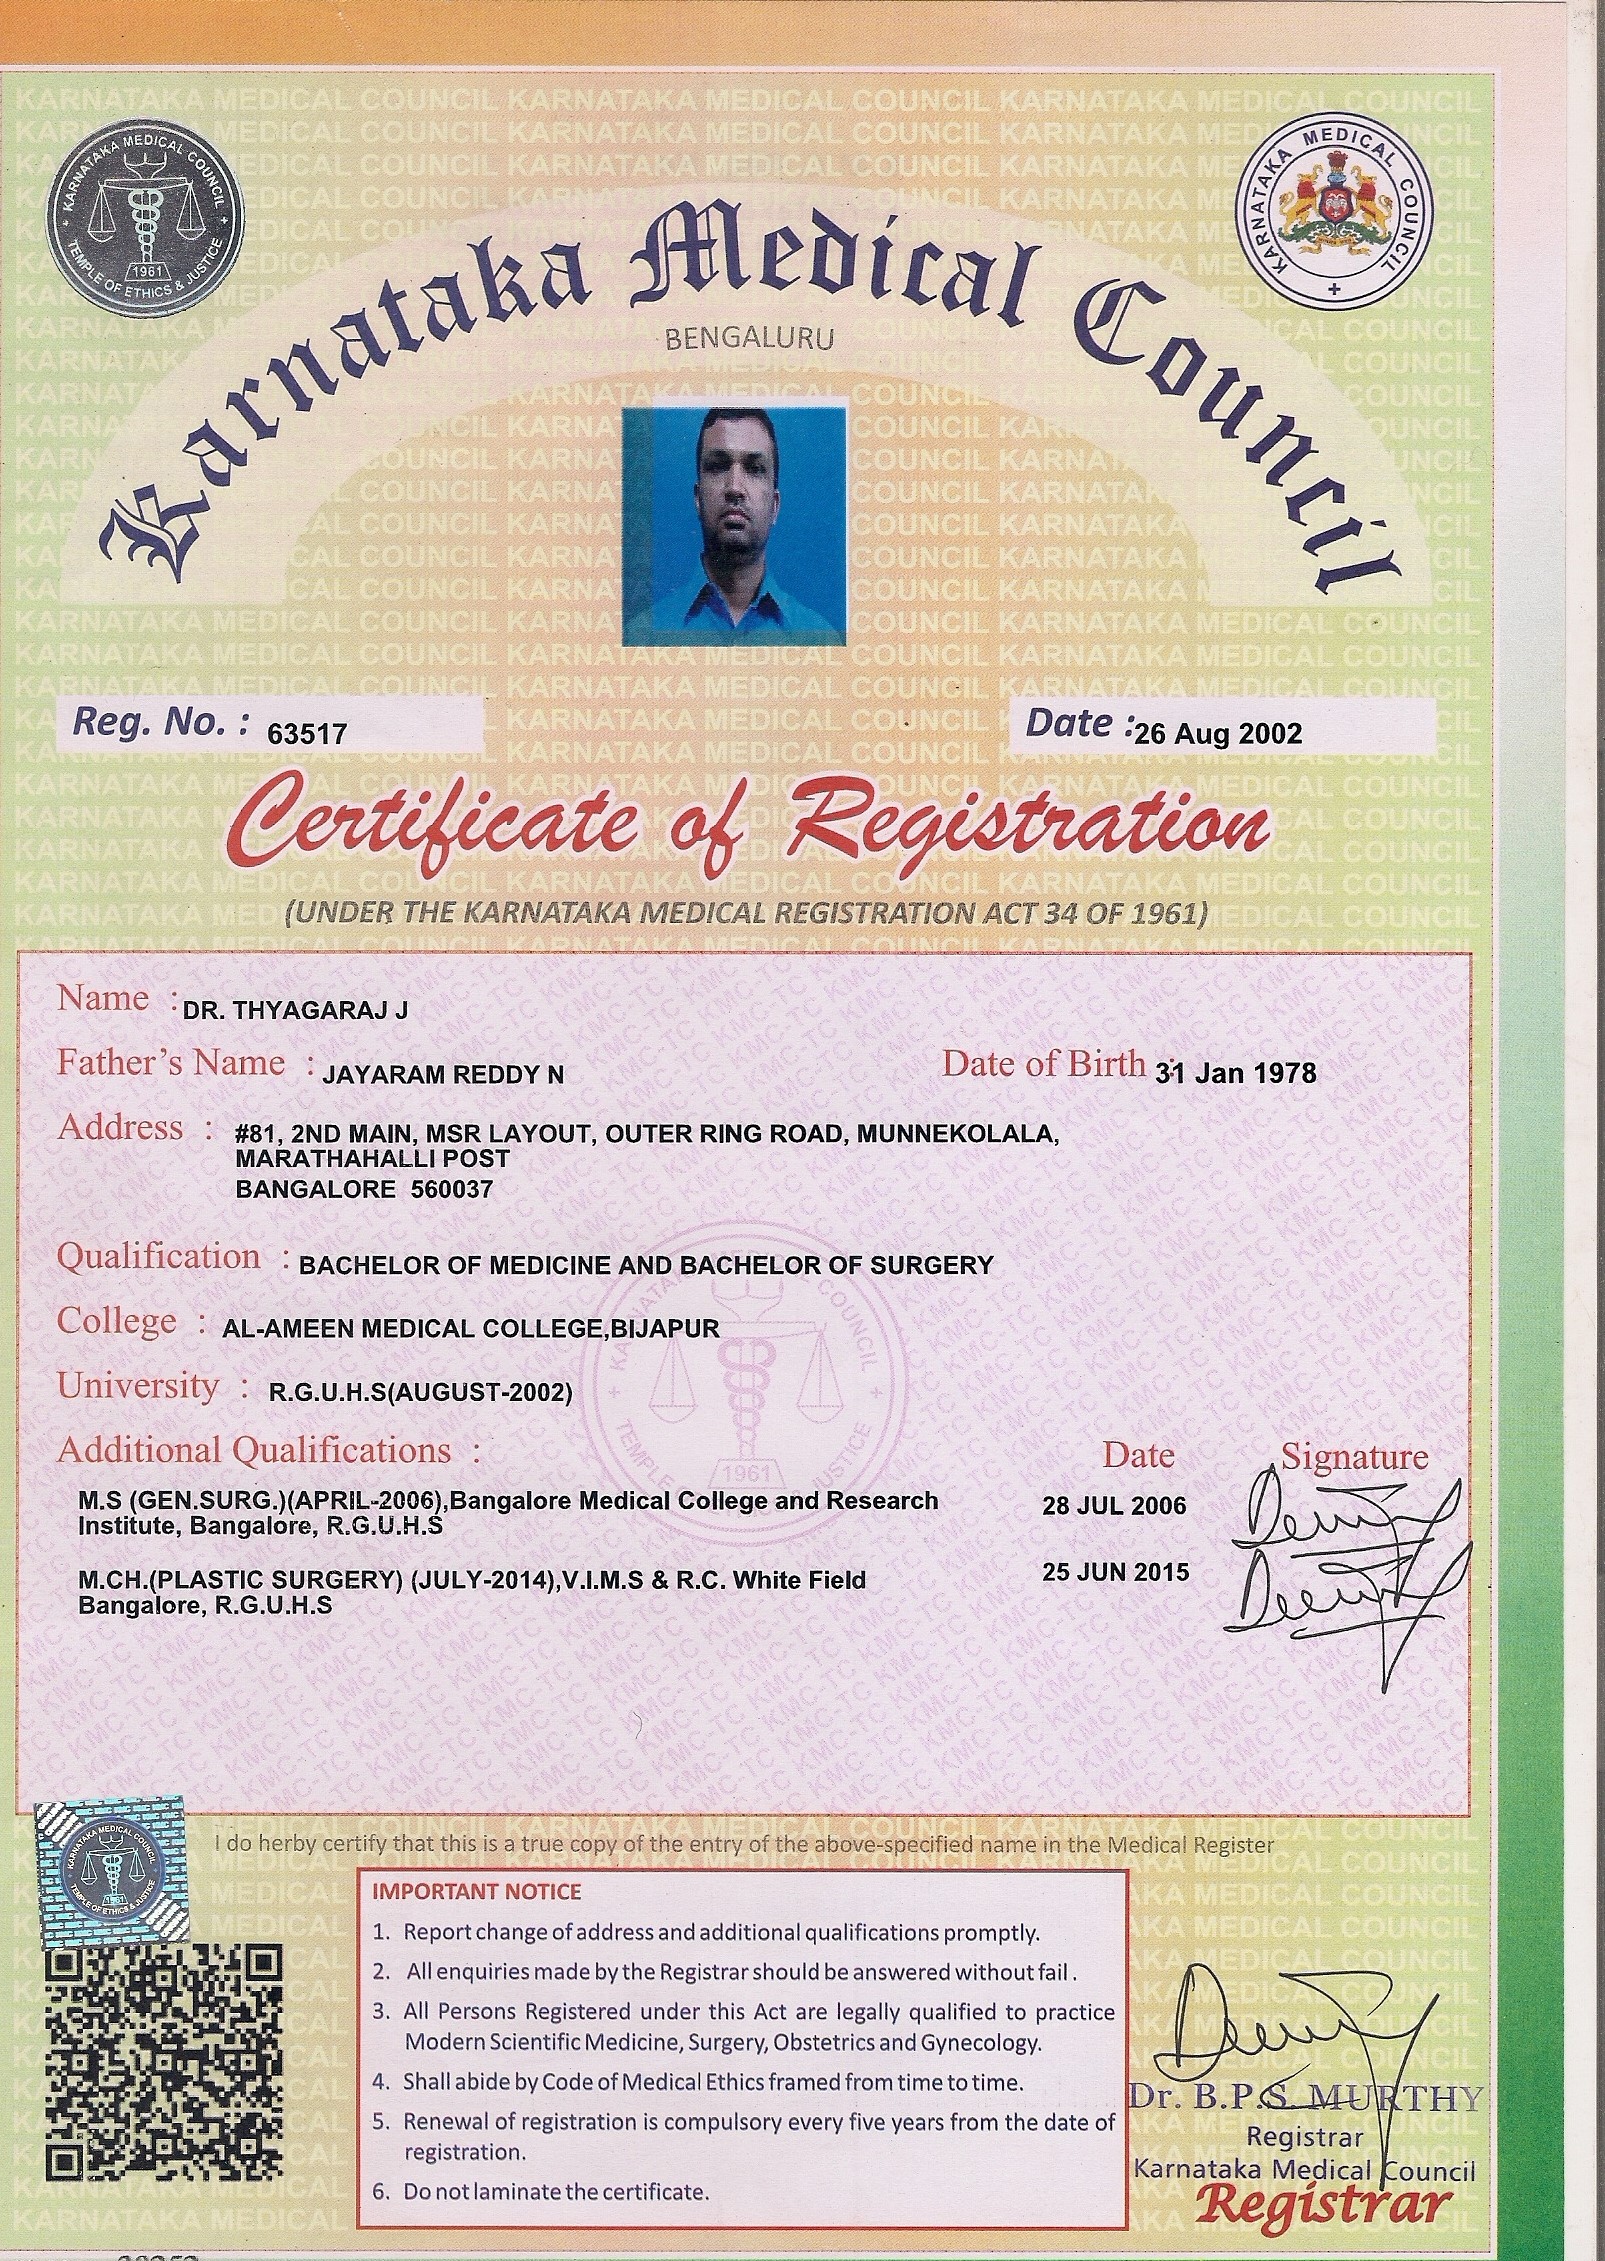 KARNATAKA MEDICAL COUNCIL
TEMPLE OF ETHICS & JUSTICE
1961
KARNATAKA MEDICAL COUNCIL
Karnataka Medical Council
BENGALURU
Reg. No. : 63517
Date : 26 Aug 2002
Certificate of Registration
(UNDER THE KARNATAKA MEDICAL REGISTRATION ACT 34 OF 1961)
Name : DR. THYAGARAJ J
Father's Name : JAYARAM REDDY N Date of Birth : 31 Jan 1978
Address : #81, 2ND MAIN, MSR LAYOUT, OUTER RING ROAD, MUNNEKOLALA,
MARATHAHALLI POST
BANGALORE 560037
Qualification : BACHELOR OF MEDICINE AND BACHELOR OF SURGERY
College : AL-AMEEN MEDICAL COLLEGE,BIJAPUR
University : R.G.U.H.S(AUGUST-2002)
Additional Qualifications : Date Signature
M.S (GEN.SURG.)(APRIL-2006),Bangalore Medical College and Research 28 JUL 2006
Institute, Bangalore, R.G.U.H.S
M.CH.(PLASTIC SURGERY) (JULY-2014),V.I.M.S & R.C. White Field 25 JUN 2015
Bangalore, R.G.U.H.S
KARNATAKA MEDICAL COUNCIL
TEMPLE OF ETHICS & JUSTICE
1961
I do herby certify that this is a true copy of the entry of the above-specified name in the Medical Register
IMPORTANT NOTICE
1. Report change of address and additional qualifications promptly.
2. All enquiries made by the Registrar should be answered without fail .
3. All Persons Registered under this Act are legally qualified to practice
Modern Scientific Medicine, Surgery, Obstetrics and Gynecology.
4. Shall abide by Code of Medical Ethics framed from time to time.
5. Renewal of registration is compulsory every five years from the date of
registration.
6. Do not laminate the certificate.
Dr. B.P.S. MURTHY
Registrar
Karnataka Medical Council
Registrar